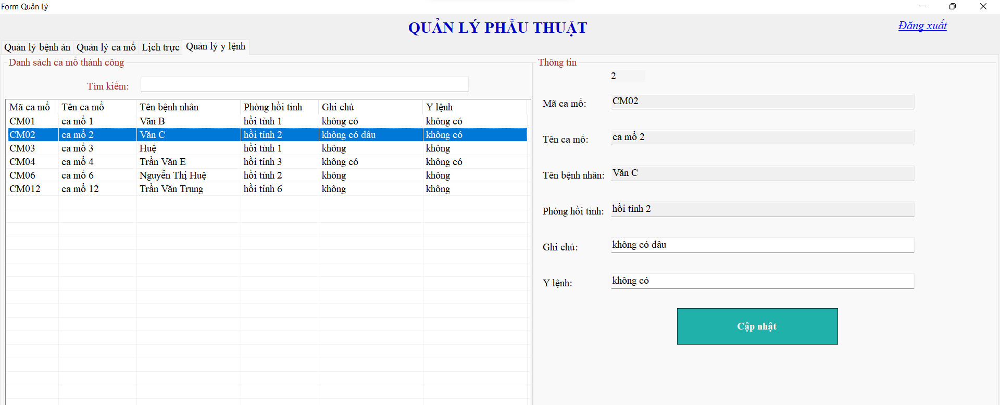 Form Quản Lý
QUẢN LÝ PHẪU THUẬT
Đăng xuất
Quản lý bệnh án Quản lý ca mổ Lịch trực Quản lý y lệnh
Danh sách ca mổ thành công
Tìm kiếm:
Mã ca mổ Tên ca mổ Tên bệnh nhân Phòng hồi tỉnh Ghi chú Y lệnh
CM01 ca mổ 1 Văn B hồi tỉnh 1 không có không có
CM02 ca mổ 2 Văn C hồi tỉnh 2 không có dâu không có
CM03 ca mổ 3 Huệ hồi tỉnh 1 không không
CM04 ca mổ 4 Trần Văn E hồi tỉnh 3 không có không có
CM06 ca mổ 6 Nguyễn Thị Huệ hồi tỉnh 2 không không
CM012 ca mổ 12 Trần Văn Trung hồi tỉnh 6 không không
Thông tin
2
Mã ca mổ: CM02
Tên ca mổ: ca mổ 2
Tên bệnh nhân: Văn C
Phòng hồi tỉnh: hồi tỉnh 2
Ghi chú: không có dâu
Y lệnh: không có
Cập nhật